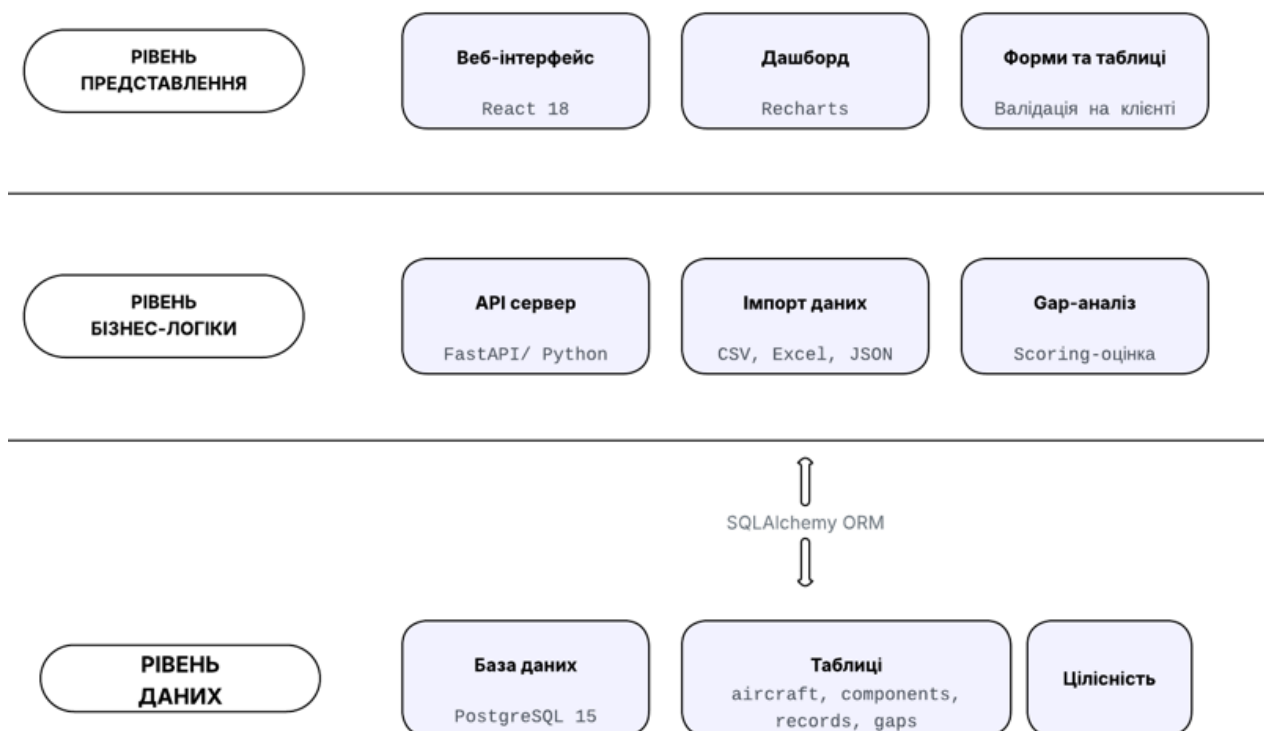 РІВЕНЬ
ПРЕДСТАВЛЕННЯ
Веб-інтерфейс
React 18
Дашборд
Recharts
Форми та таблиці
Валідація на клієнті
РІВЕНЬ
БІЗНЕС-ЛОГІКИ
API сервер
FastAPI/ Python
Імпорт даних
CSV, Excel, JSON
Gap-аналіз
Scoring-оцінка
SQLAlchemy ORM
РІВЕНЬ
ДАНИХ
База даних
PostgreSQL 15
Таблиці
aircraft, components,
records, gaps
Цілісність